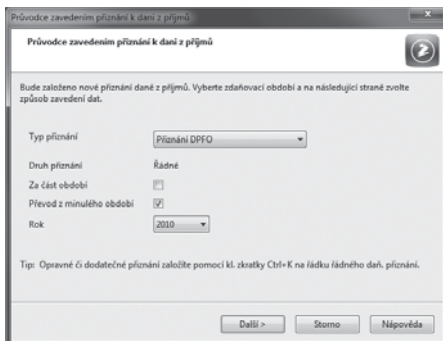 Průvodce zavedením přiznání k dani z příjmů
Průvodce zavedením přiznání k dani z příjmů
Bude založeno nové přiznání dané z příjmů. Vyberte zdaňovací období a na následující straně zvolte
způsob zavedení dat.
Typ přiznání Přiznání DPFO
Druh přiznání Řádné
Za část období
Převod z minulého období
Rok 2010
Tip: Opravné či dodatečné přiznání založíte pomocí kl. zkratky Ctrl+K na řádku řádného daň. přiznání.
Další > Storno Nápověda